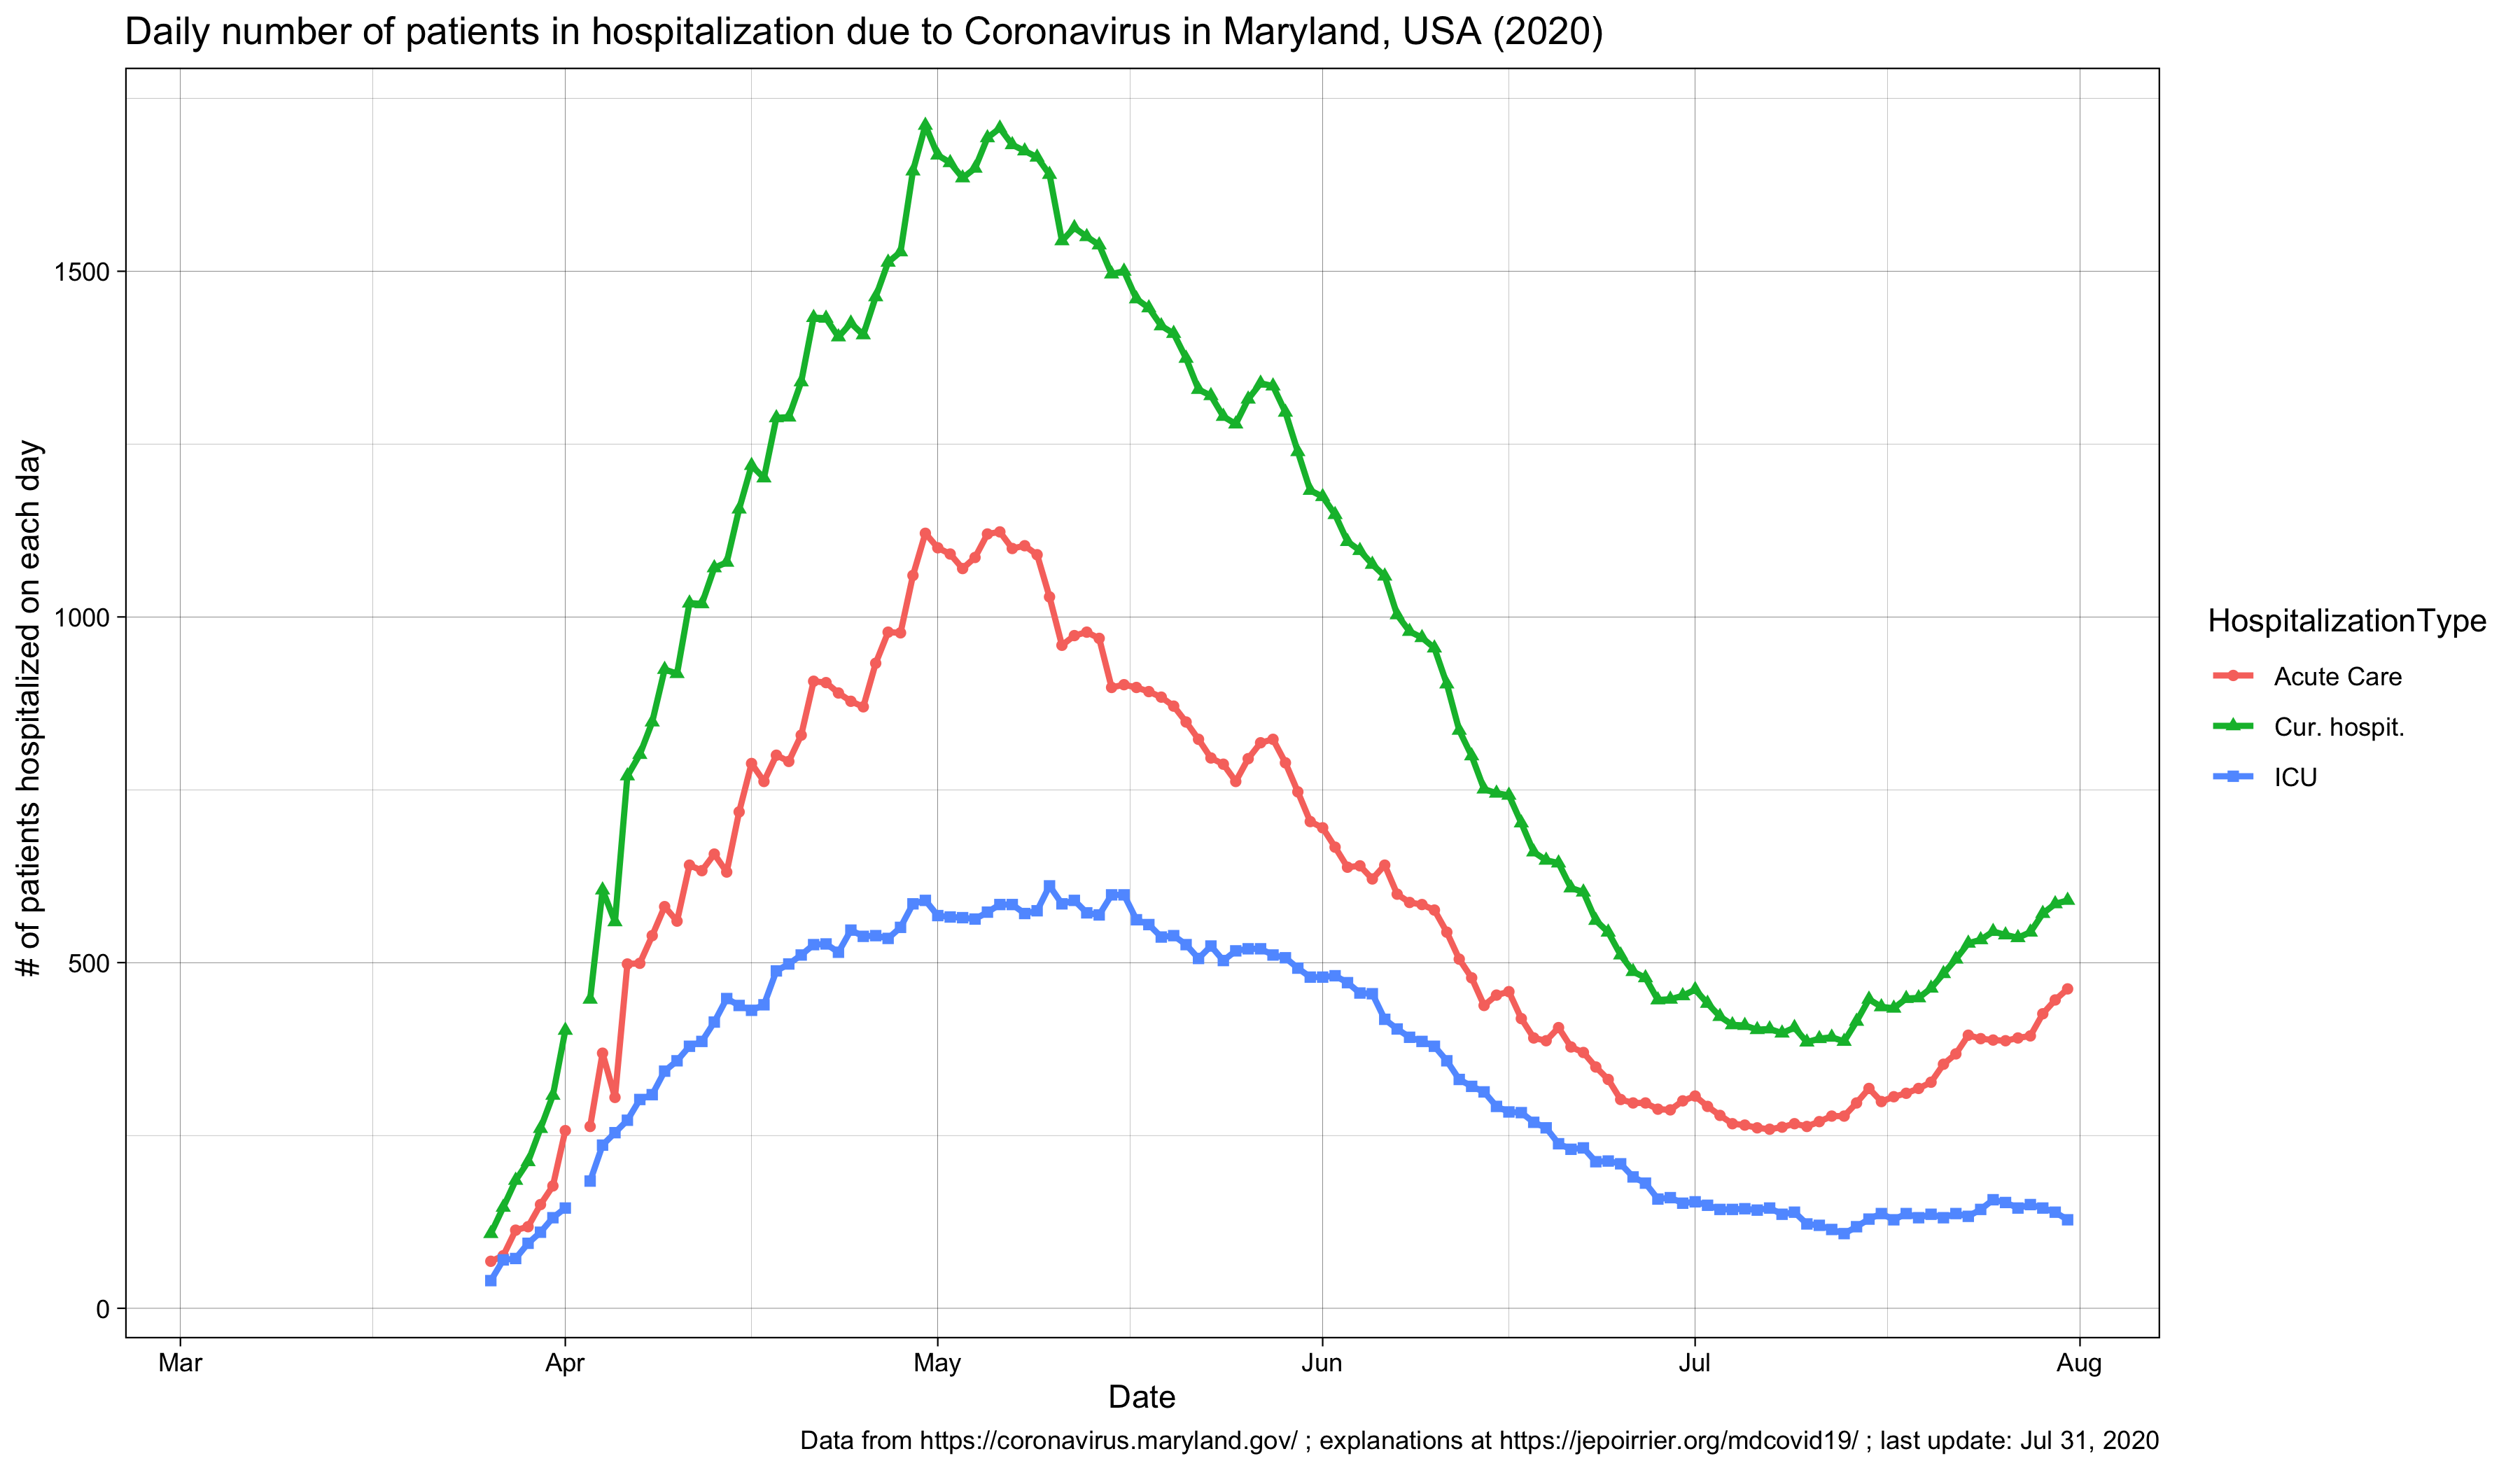 Daily number of patients in hospitalization due to Coronavirus in Maryland, USA (2020)
# of patients hospitalized on each day
1500
1000
500
0
Mar Apr May Jun Jul Aug
Date
HospitalizationType
Acute Care
Cur. hospit.
ICU
Data from https://coronavirus.maryland.gov/ ; explanations at https://jepoirrier.org/mdcovid19/ ; last update: Jul 31, 2020